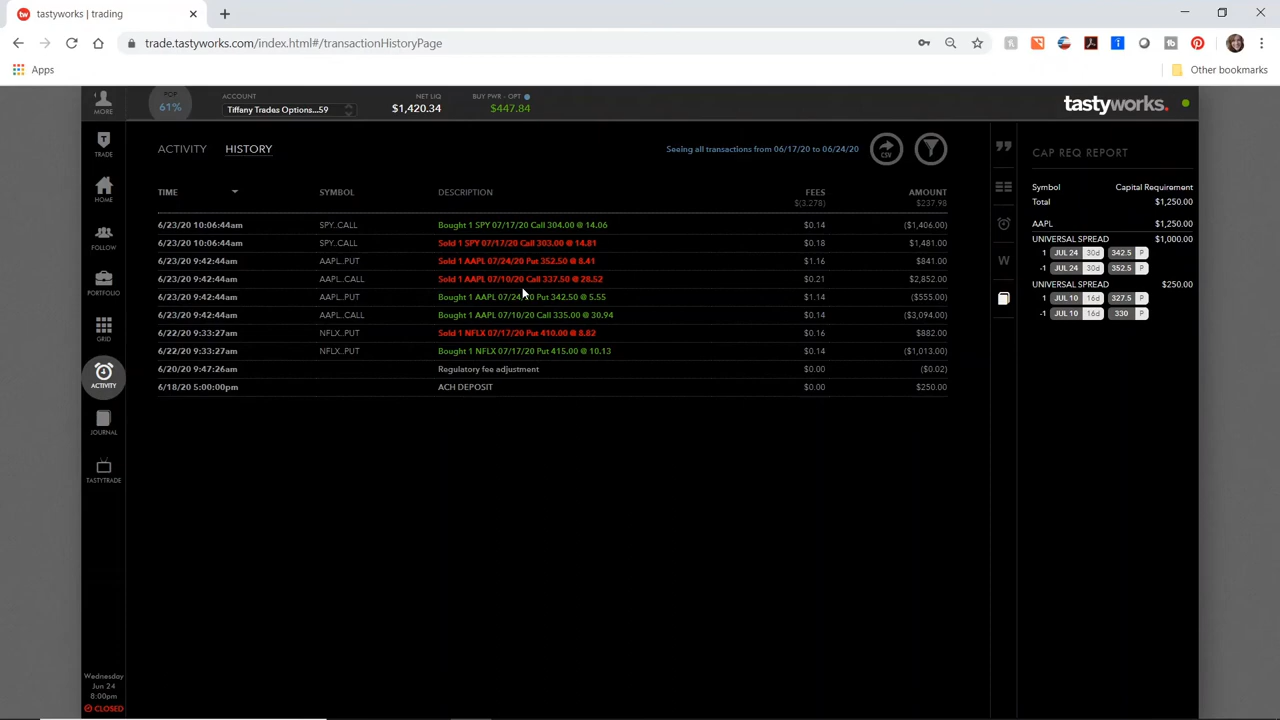 tw tastyworks | trading
trade.tastyworks.com/index.html#/transactionHistoryPage
Apps
Other bookmarks
MORE
POP
61%
ACCOUNT
Tiffany Trades Options...59
NET LIQ
$1,420.34
BUY PWR - OPT
$447.84
tastyworks.
TRADE
HOME
FOLLOW
PORTFOLIO
GRID
ACTIVITY
JOURNAL
TASTYTRADE
Wednesday
Jun 24
8:00pm
CLOSED
ACTIVITY HISTORY
Seeing all transactions from 06/17/20 to 06/24/20
CSV
TIME SYMBOL DESCRIPTION FEES AMOUNT
$(3.278) $237.98
6/23/20 10:06:44am SPY..CALL Bought 1 SPY 07/17/20 Call 304.00 @ 14.06 $0.14 ($1,406.00)
6/23/20 10:06:44am SPY..CALL Sold 1 SPY 07/17/20 Call 303.00 @ 14.81 $0.18 $1,481.00
6/23/20 9:42:44am AAPL..PUT Sold 1 AAPL 07/24/20 Put 352.50 @ 8.41 $1.16 $841.00
6/23/20 9:42:44am AAPL..CALL Sold 1 AAPL 07/10/20 Call 337.50 @ 28.52 $0.21 $2,852.00
6/23/20 9:42:44am AAPL..PUT Bought 1 AAPL 07/24/20 Put 342.50 @ 5.55 $1.14 ($555.00)
6/23/20 9:42:44am AAPL..CALL Bought 1 AAPL 07/10/20 Call 335.00 @ 30.94 $0.14 ($3,094.00)
6/22/20 9:33:27am NFLX..PUT Sold 1 NFLX 07/17/20 Put 410.00 @ 8.82 $0.16 $882.00
6/22/20 9:33:27am NFLX..PUT Bought 1 NFLX 07/17/20 Put 415.00 @ 10.13 $0.14 ($1,013.00)
6/20/20 9:47:26am Regulatory fee adjustment $0.00 ($0.02)
6/18/20 5:00:00pm ACH DEPOSIT $0.00 $250.00
W
CAP REQ REPORT
Symbol Capital Requirement
Total $1,250.00
AAPL
UNIVERSAL SPREAD $1,000.00
1 JUL 24 30d 342.5 P
-1 JUL 24 30d 352.5 P
UNIVERSAL SPREAD $250.00
1 JUL 10 16d 327.5 P
-1 JUL 10 16d 330 P